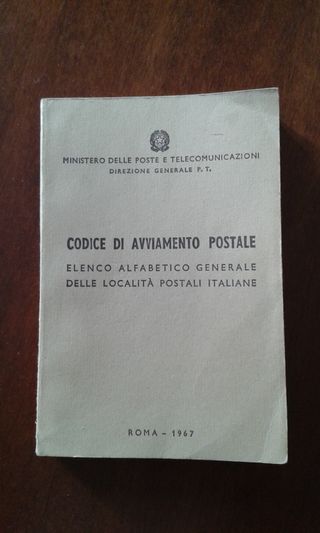 MINISTERO DELLE POSTE E TELECOMUNICAZIONI
DIREZIONE GENERALE P. T.
CODICE DI AVVIAMENTO POSTALE
ELENCO ALFABETICO GENERALE
DELLE LOCALITÀ POSTALI ITALIANE
ROMA - 1967